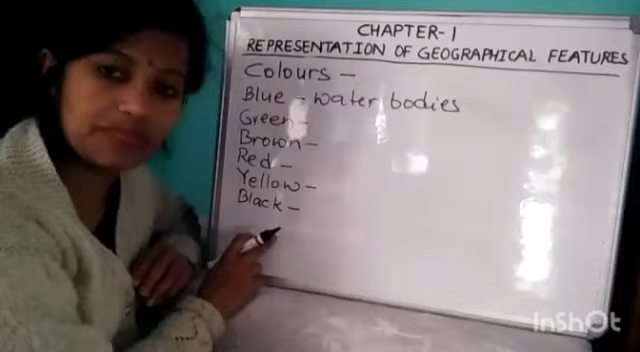 CHAPTER-1
REPRESENTATION OF GEOGRAPHICAL FEATURES
Colours -
Blue - water bodies
Green -
Brown -
Red -
Yellow -
Black -
InShOt